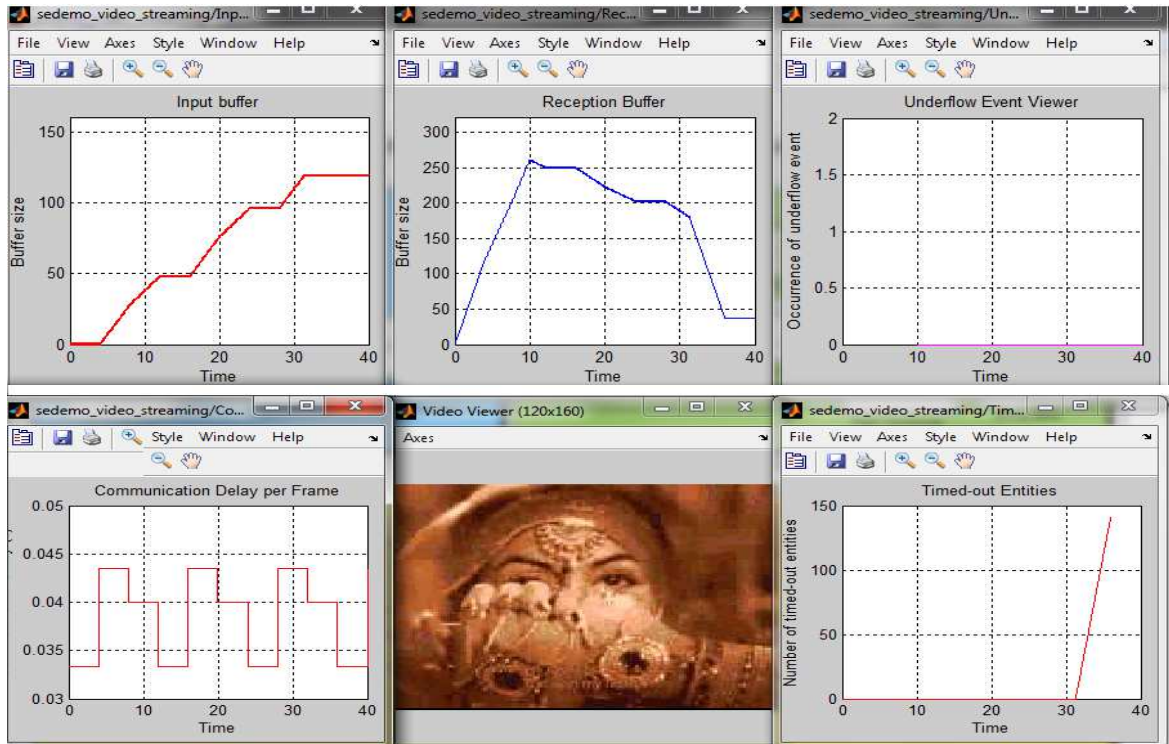 sedemo_video_streaming/Inp...
File View Axes Style Window Help
Input buffer
150
100
50
0
Buffer size
0 10 20 30 40
Time
sedemo_video_streaming/Rec...
File View Axes Style Window Help
Reception Buffer
300
250
200
150
100
50
0
Buffer size
0 10 20 30 40
Time
sedemo_video_streaming/Un...
File View Axes Style Window Help
Underflow Event Viewer
2
1.5
1
0.5
0
Occurrence of underflow event
0 10 20 30 40
Time
sedemo_video_streaming/Co...
Style Window Help
Communication Delay per Frame
0.05
0.045
0.04
0.035
0.03
0 10 20 30 40
Time
Video Viewer (120x160)
Axes
sedemo_video_streaming/Tim...
File View Axes Style Window Help
Timed-out Entities
150
100
50
0
Number of timed-out entities
0 10 20 30 40
Time